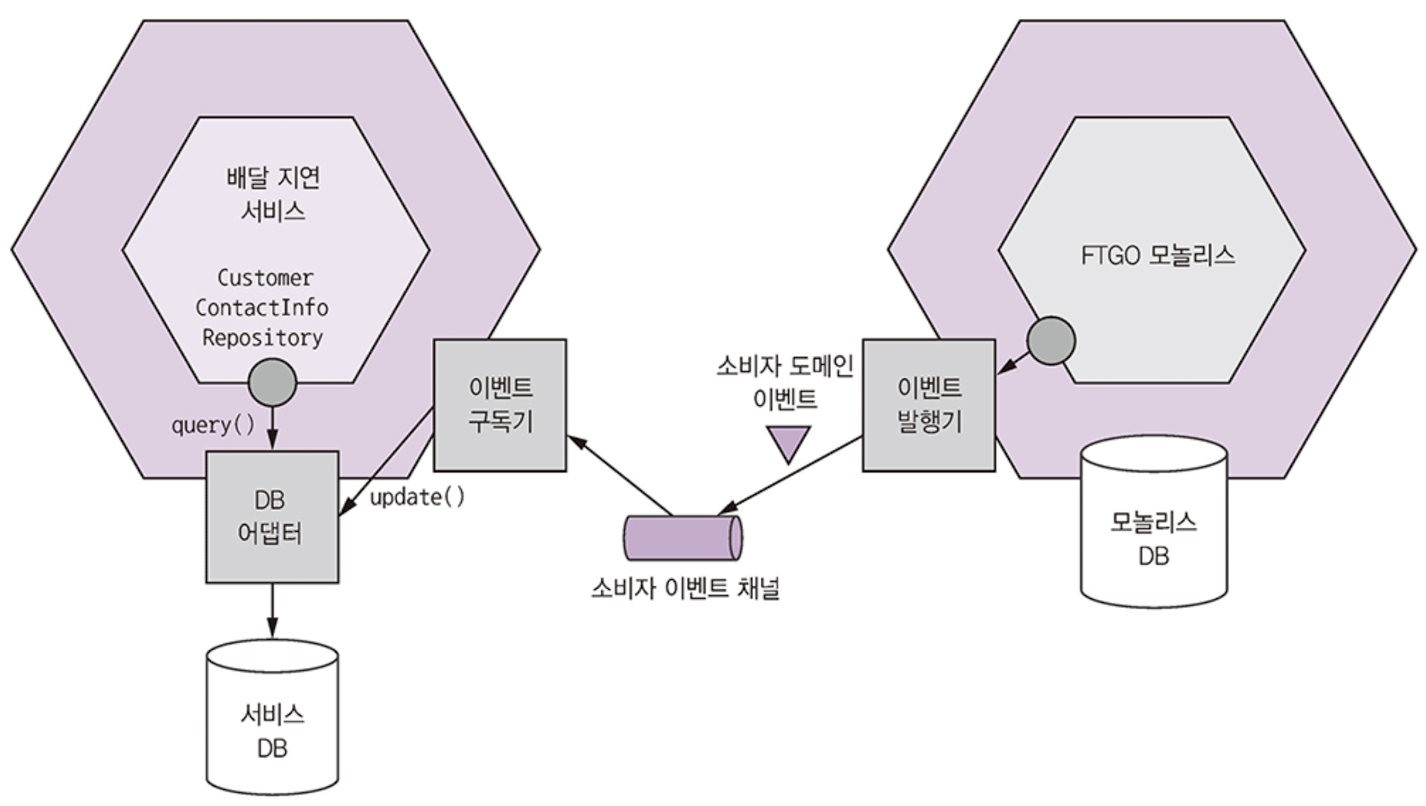 배달 지연
서비스
Customer
ContactInfo
Repository
query()
DB
어댑터
서비스
DB
이벤트
구독기
update()
소비자 이벤트 채널
소비자 도메인
이벤트
이벤트
발행기
FTGO 모놀리스
모놀리스
DB